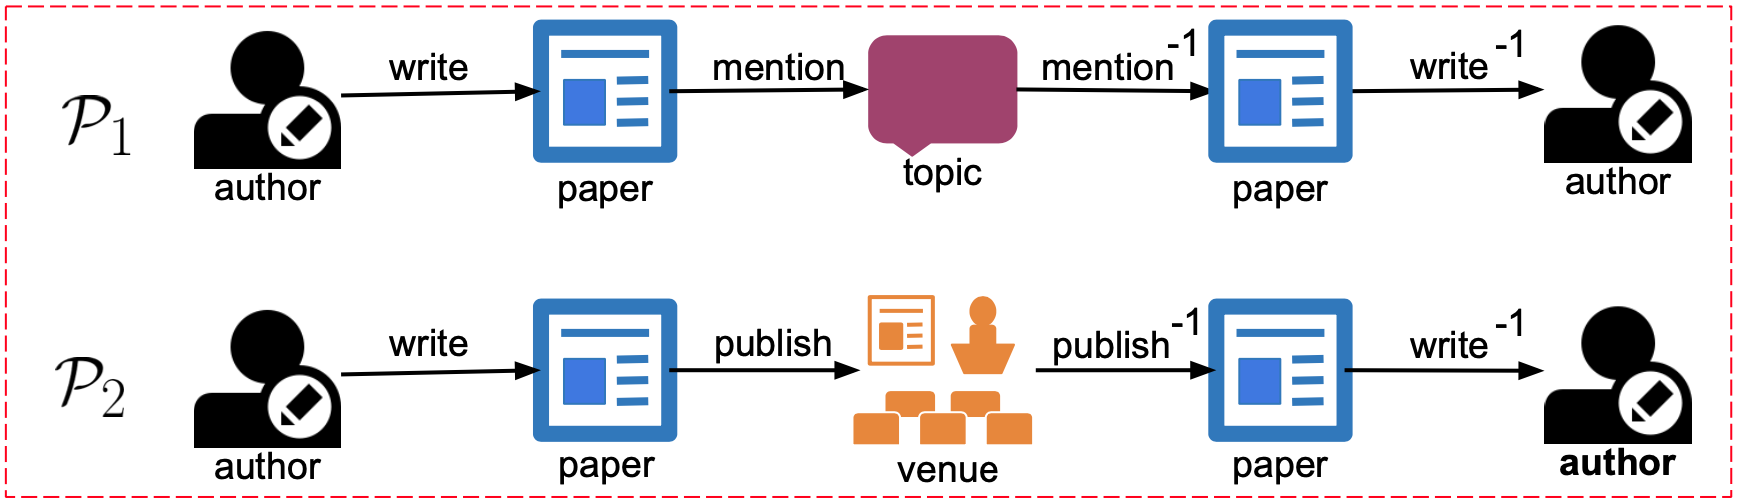 write mention mention⁻¹ write⁻¹
𝒫₁
author paper topic paper author
write publish publish⁻¹ write⁻¹
𝒫₂
author paper venue paper author